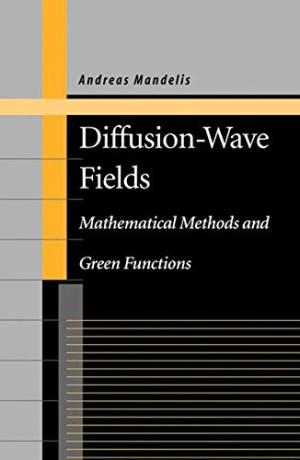 Andreas Mandelis
Diffusion-Wave
Fields
Mathematical Methods and
Green Functions